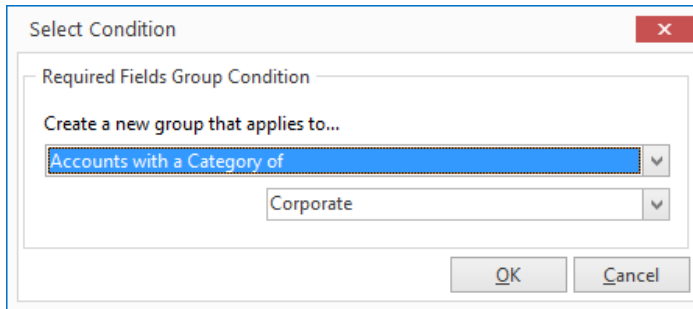 Select Condition
Required Fields Group Condition
Create a new group that applies to...
Accounts with a Category of
Corporate
OK Cancel